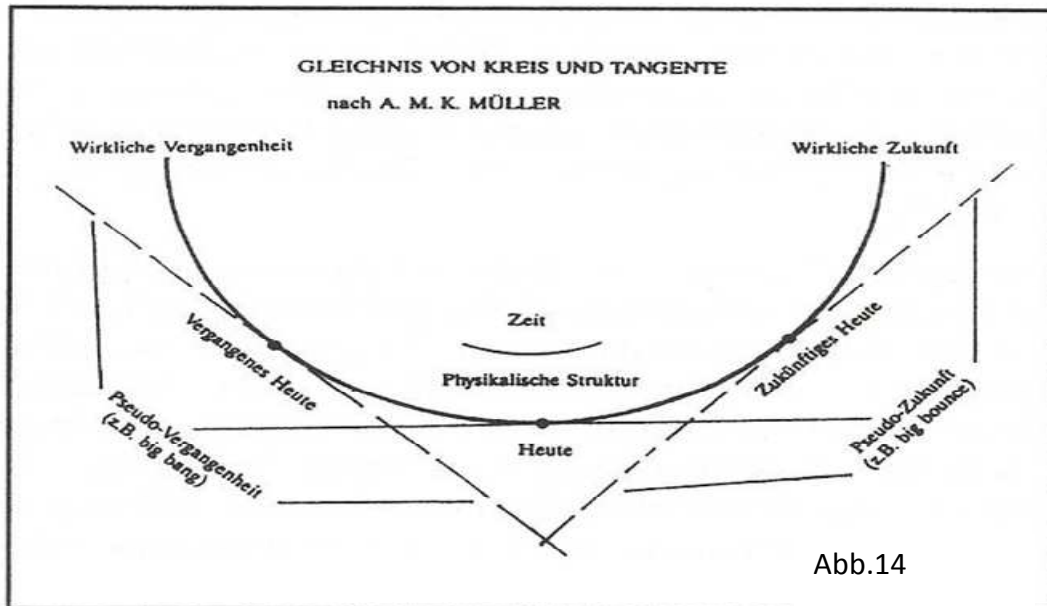 GLEICHNIS VON KREIS UND TANGENTE
nach A. M. K. MÜLLER
Wirkliche Vergangenheit
Wirkliche Zukunft
Zeit
Vergangenes Heute
Zukünftiges Heute
Physikalische Struktur
Pseudo-Vergangenheit
(z.B. big bang)
Heute
Pseudo-Zukunft
(z.B. big bounce)
Abb.14